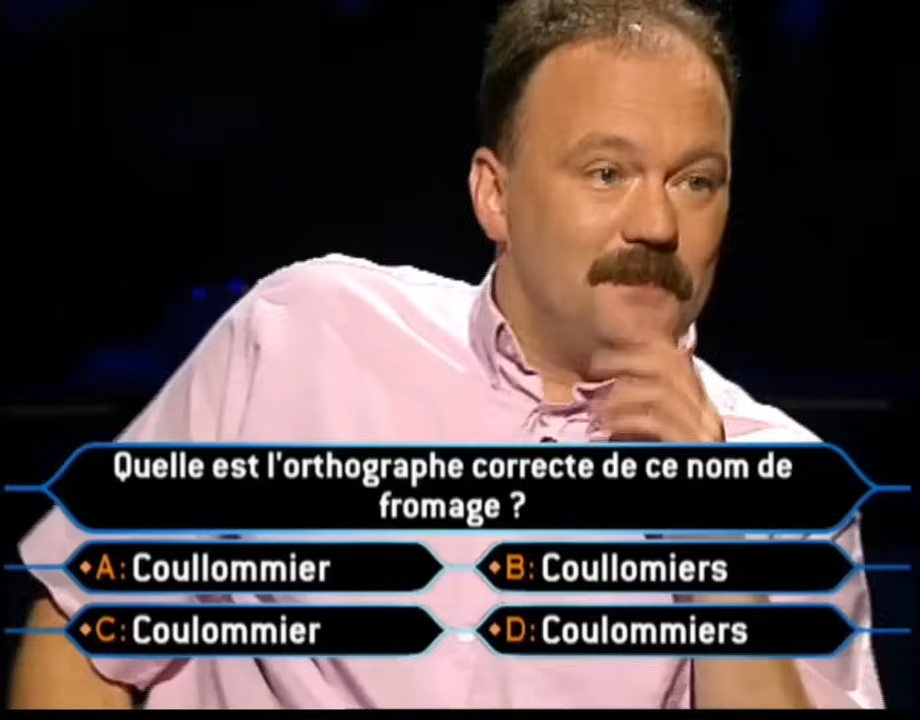 Quelle est l'orthographe correcte de ce nom de
fromage ?
A: Coullommier
B: Coullomiers
C: Coulommier
D: Coulommiers